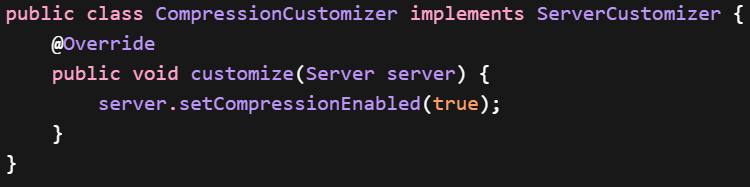 public class CompressionCustomizer implements ServerCustomizer {
    @Override
    public void customize(Server server) {
        server.setCompressionEnabled(true);
    }
}